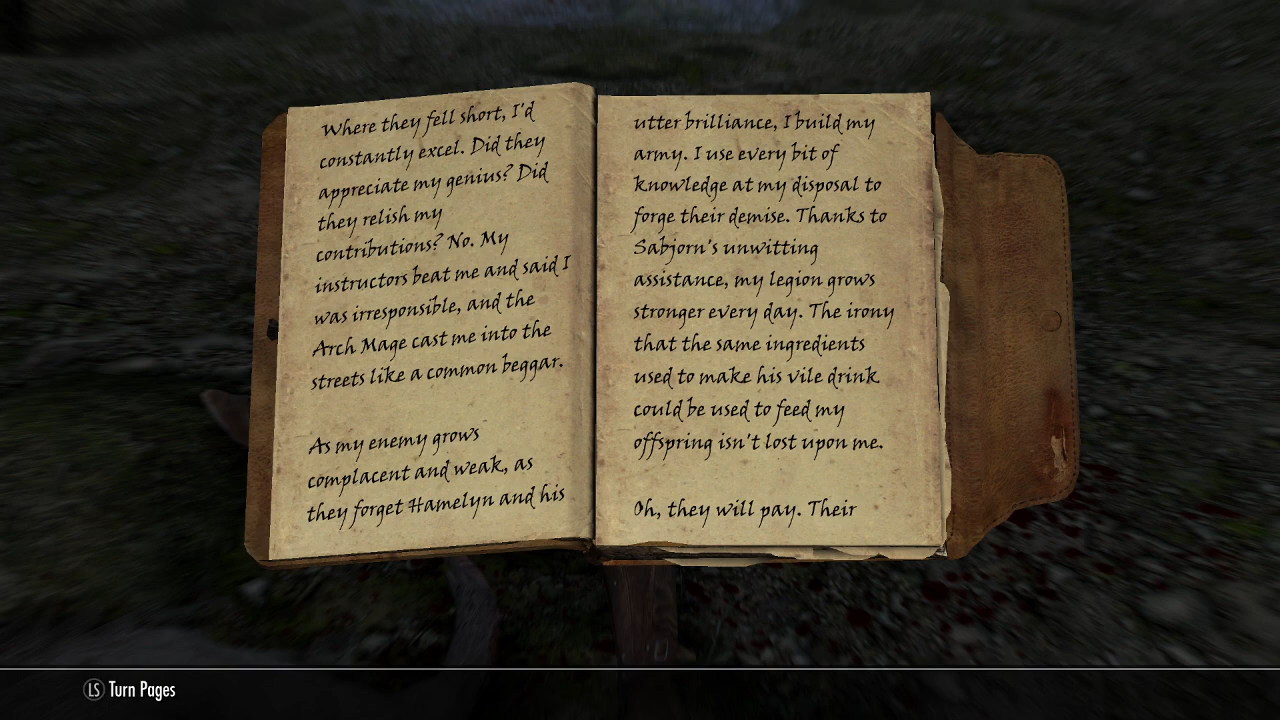 Where they fell short, I'd
constantly excel. Did they
appreciate my genius? Did
they relish my
contributions? No. My
instructors beat me and said I
was irresponsible, and the
Arch Mage cast me into the
streets like a common beggar.
As my enemy grows
complacent and weak, as
they forget Hamelyn and his
utter brilliance, I build my
army. I use every bit of
knowledge at my disposal to
forge their demise. Thanks to
Sabjorn's unwitting
assistance, my legion grows
stronger every day. The irony
that the same ingredients
used to make his vile drink
could be used to feed my
offspring isn't lost upon me.
Oh, they will pay. Their
LS Turn Pages